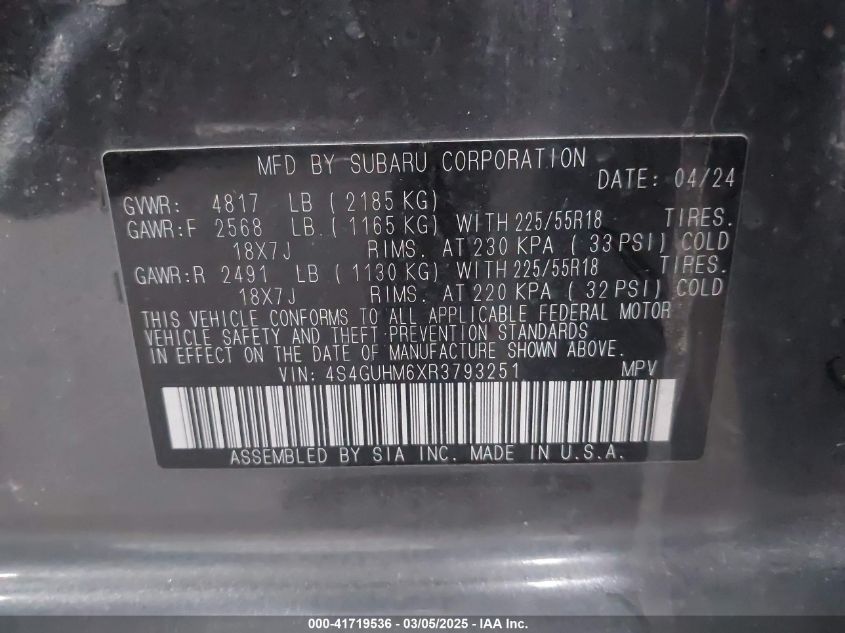 MFD BY SUBARU CORPORATION
DATE: 04/24
GVWR: 4817 LB ( 2185 KG)
GAWR:F 2568 LB ( 1165 KG) WITH 225/55R18 TIRES.
18X7J RIMS. AT 230 KPA ( 33 PSI) COLD
GAWR:R 2491 LB ( 1130 KG) WITH 225/55R18 TIRES.
18X7J RIMS. AT 220 KPA ( 32 PSI) COLD
THIS VEHICLE CONFORMS TO ALL APPLICABLE FEDERAL MOTOR
VEHICLE SAFETY AND THEFT PREVENTION STANDARDS
IN EFFECT ON THE DATE OF MANUFACTURE SHOWN ABOVE.
VIN: 4S4GUHM6XR3793251 MPV
ASSEMBLED BY SIA INC. MADE IN U.S.A.
000-41719536 - 03/05/2025 - IAA Inc.